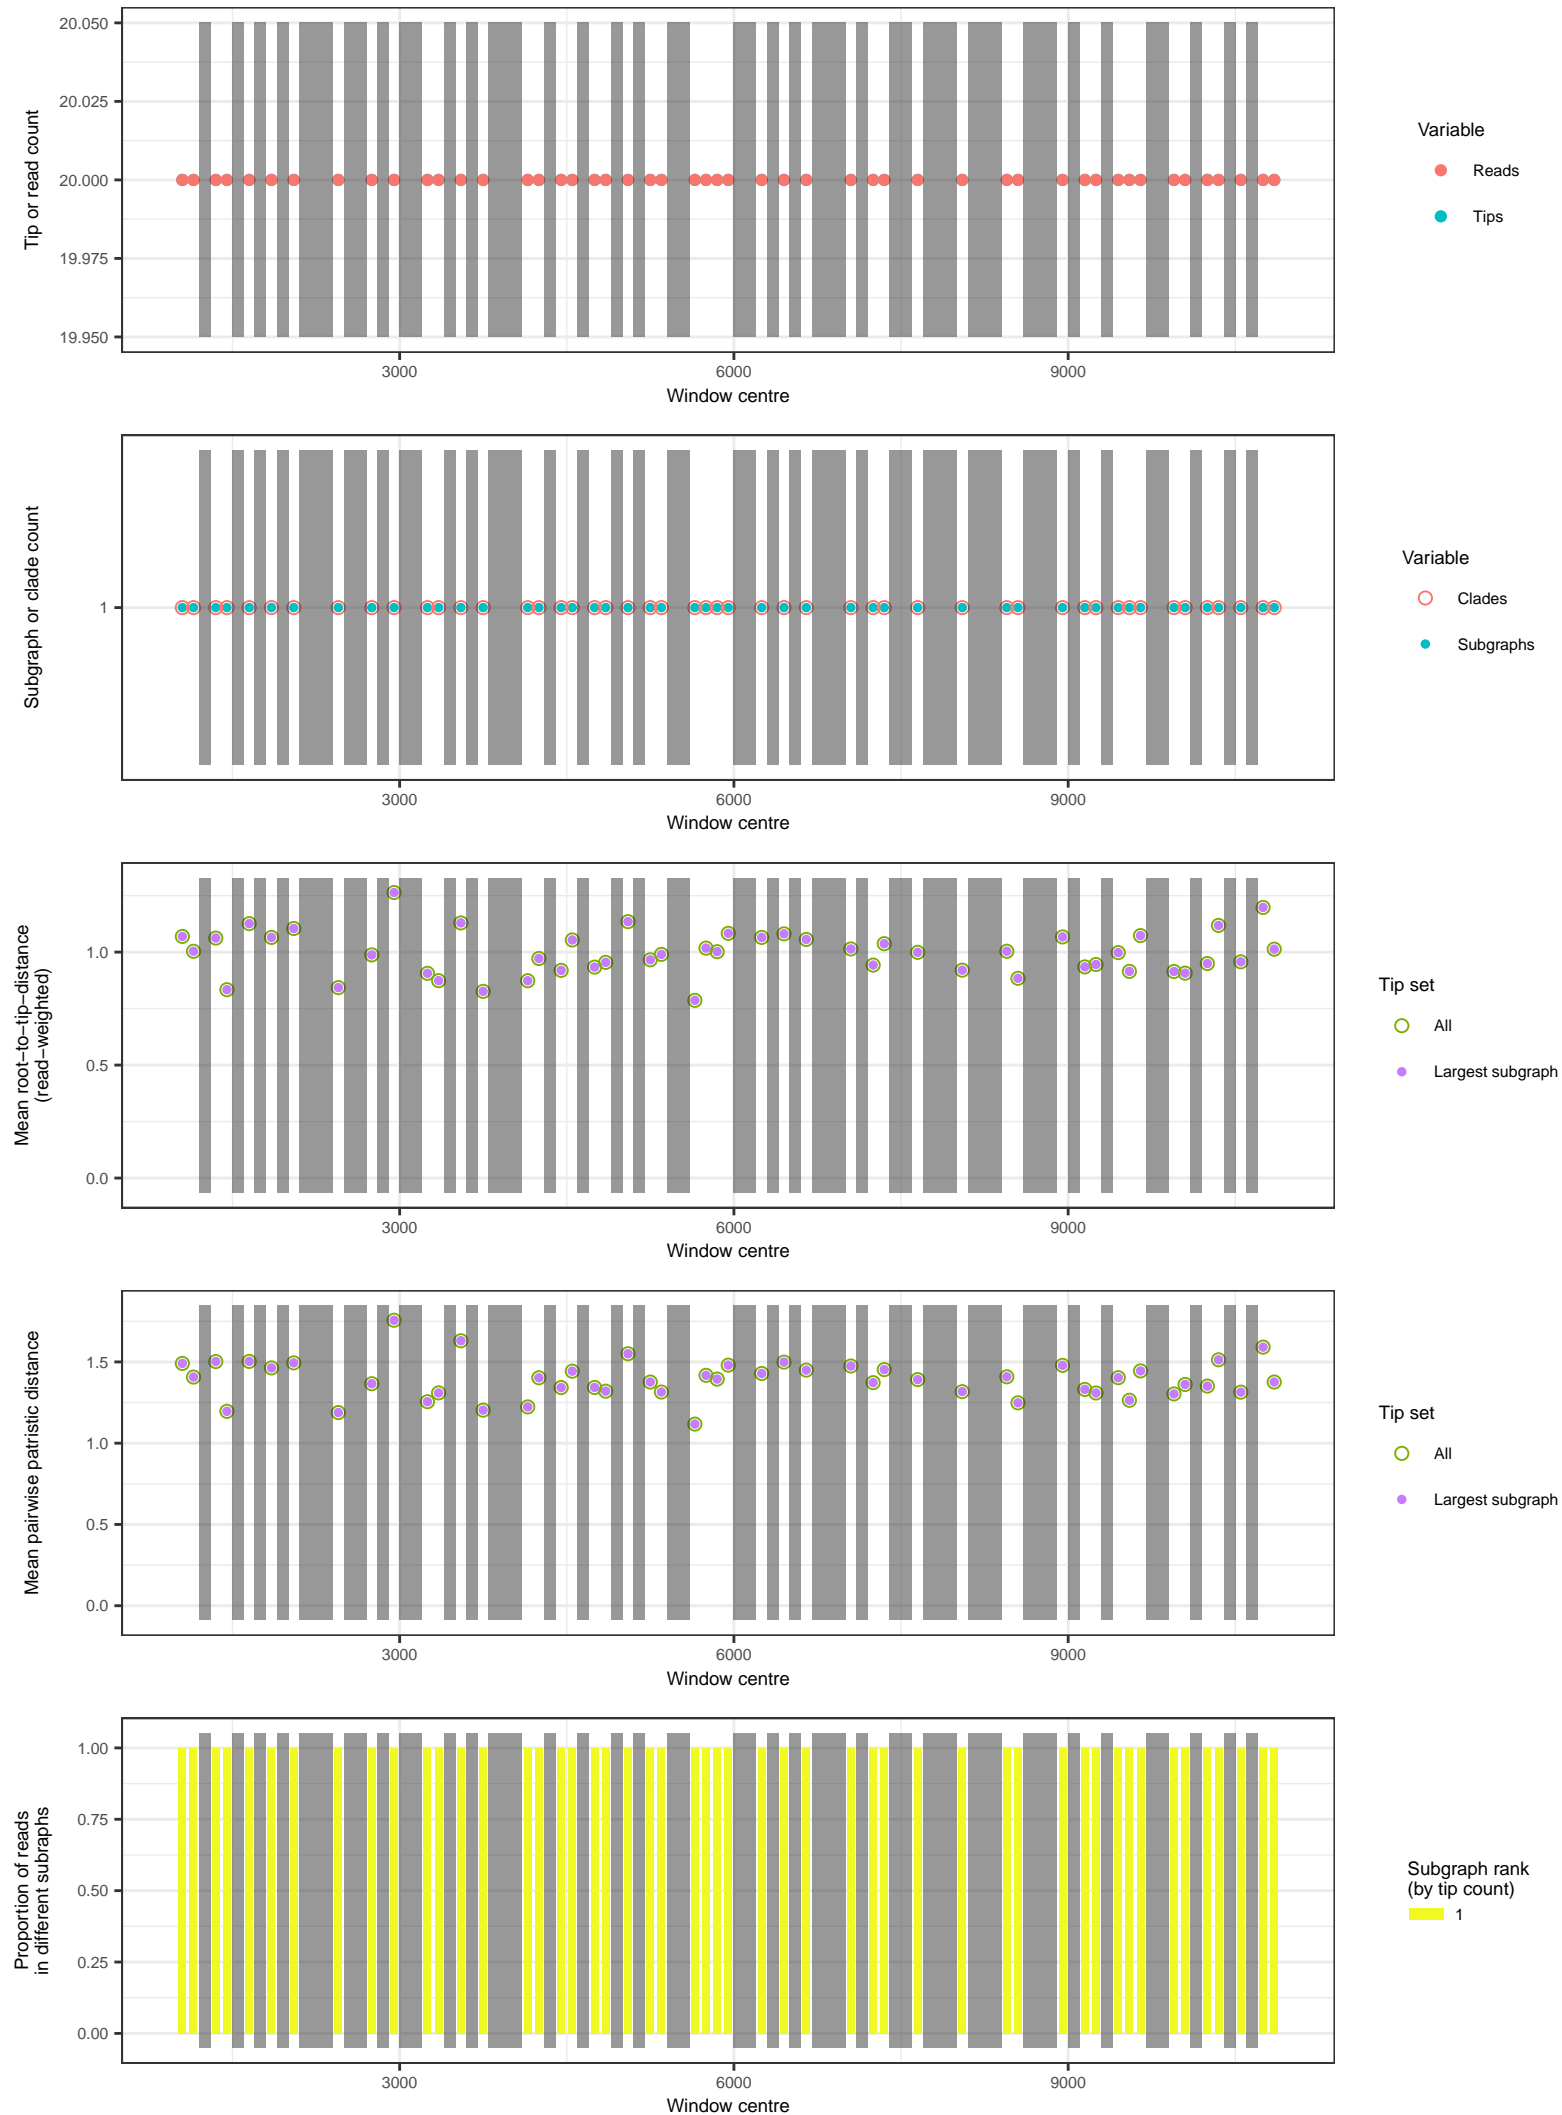 20.050
20.025
20.000
19.975
19.950
Tip or read count
3000 6000 9000
Window centre
Variable
Reads
Tips
1
Subgraph or clade count
3000 6000 9000
Window centre
Variable
Clades
Subgraphs
1.0
0.5
0.0
Mean root−to−tip−distance
(read−weighted)
3000 6000 9000
Window centre
Tip set
All
Largest subgraph
1.5
1.0
0.5
0.0
Mean pairwise patristic distance
3000 6000 9000
Window centre
Tip set
All
Largest subgraph
1.00
0.75
0.50
0.25
0.00
Proportion of reads
in different subraphs
3000 6000 9000
Window centre
Subgraph rank
(by tip count)
1